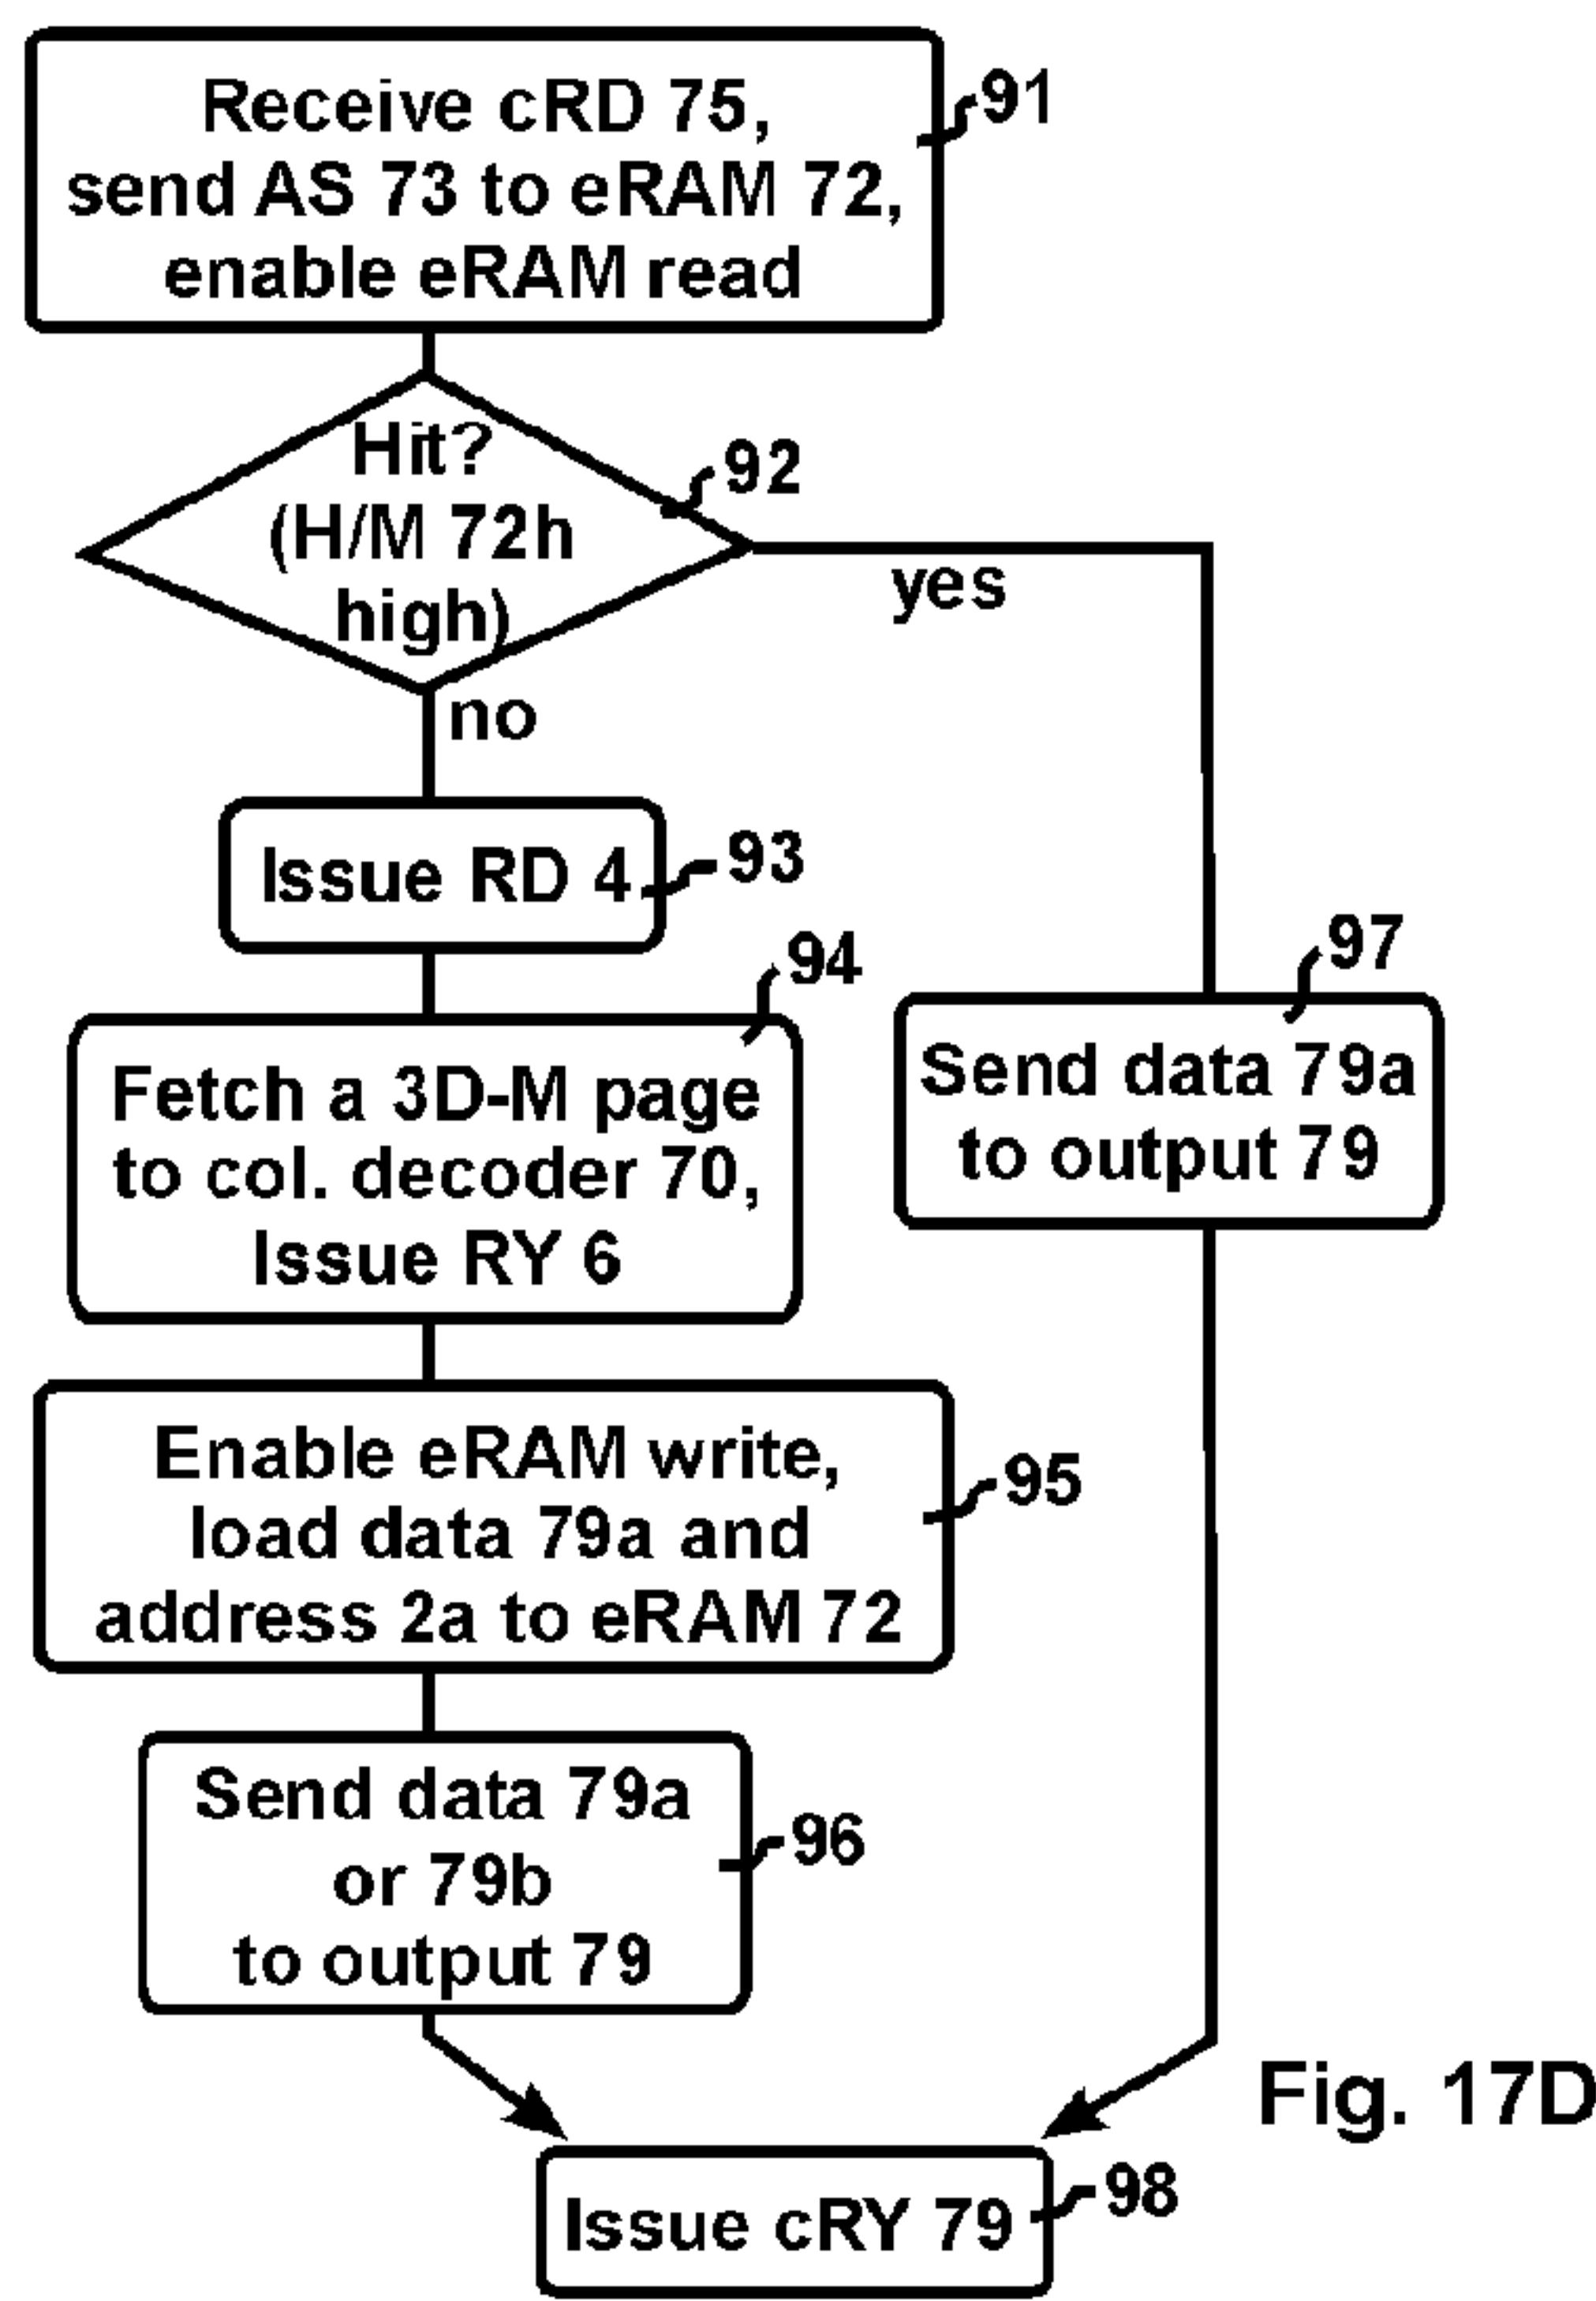 Receive cRD 75,
send AS 73 to eRAM 72,
enable eRAM read
91
Hit?
(H/M 72h
high)
92
yes
no
Issue RD 4
93
94
Fetch a 3D-M page
to col. decoder 70,
Issue RY 6
97
Send data 79a
to output 79
Enable eRAM write,
load data 79a and
address 2a to eRAM 72
95
Send data 79a
or 79b
to output 79
96
Issue cRY 79
98
Fig. 17D